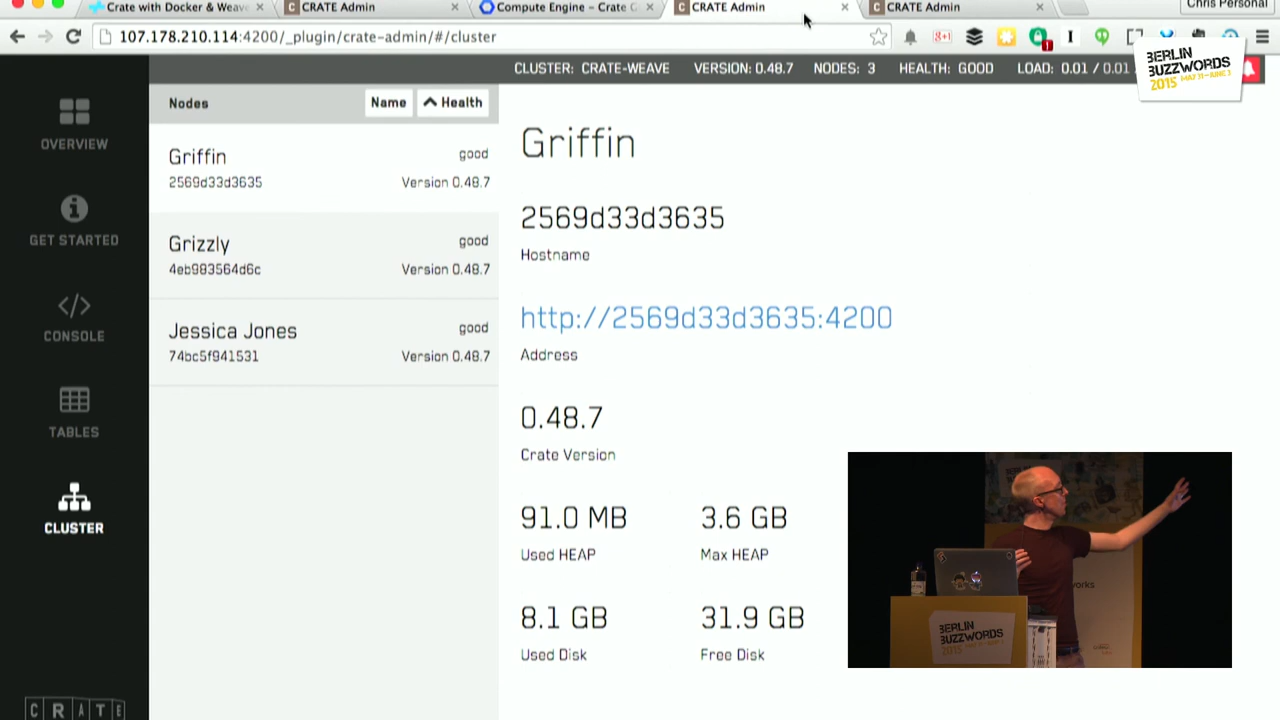 Crate with Docker & Weave
CRATE Admin
Compute Engine – Crate
CRATE Admin
CRATE Admin
Chris Personal
107.178.210.114:4200/_plugin/crate-admin/#/cluster
CLUSTER: CRATE-WEAVE VERSION: 0.48.7 NODES: 3 HEALTH: GOOD LOAD: 0.01 / 0.01 /
BERLIN
BUZZWORDS
2015 MAY 31–JUNE 3
OVERVIEW
GET STARTED
CONSOLE
TABLES
CLUSTER
CRATE
Nodes Name Health
Griffin good
2569d33d3635 Version 0.48.7
Grizzly good
4eb983564d6c Version 0.48.7
Jessica Jones good
74bc5f941531 Version 0.48.7
Griffin
2569d33d3635
Hostname
http://2569d33d3635:4200
Address
0.48.7
Crate Version
91.0 MB 3.6 GB
Used HEAP Max HEAP
8.1 GB 31.9 GB
Used Disk Free Disk
BERLIN
BUZZWORDS
2015